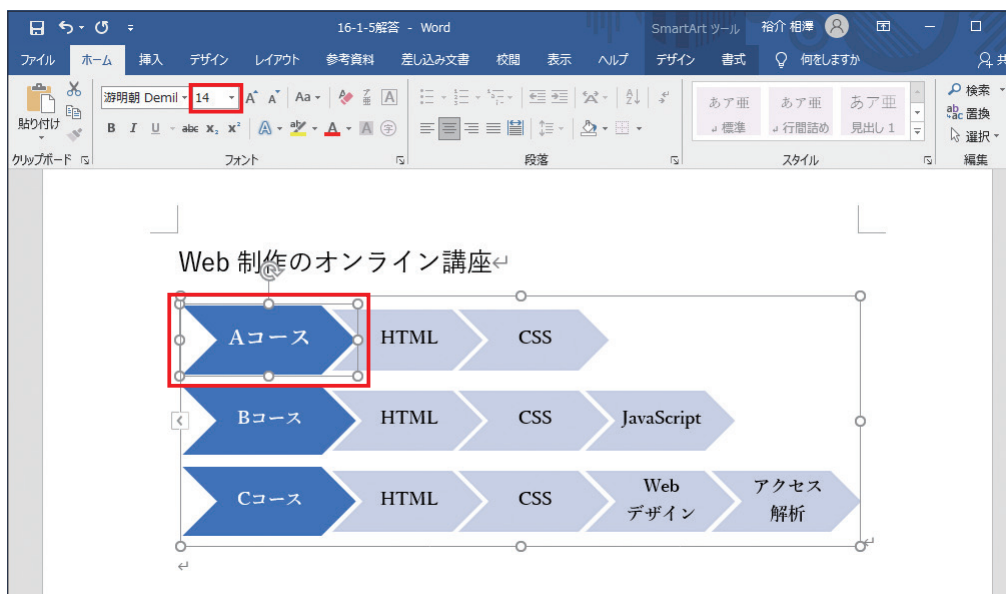 16-1-5解答 - Word
SmartArt ツール
裕介 相澤
ファイル ホーム 挿入 デザイン レイアウト 参考資料 差し込み文書 校閲 表示 ヘルプ デザイン 書式 何をしますか 共
貼り付け
游明朝 Demil 14 A A Aa A
B I U abc x₂ x² A A A 字
クリップボード フォント 段落 スタイル 編集
あア亜 あア亜 あア亜
標準 行間詰め 見出し 1
検索
置換
選択
Web 制作のオンライン講座
Aコース HTML CSS
Bコース HTML CSS JavaScript
Cコース HTML CSS Web デザイン アクセス 解析